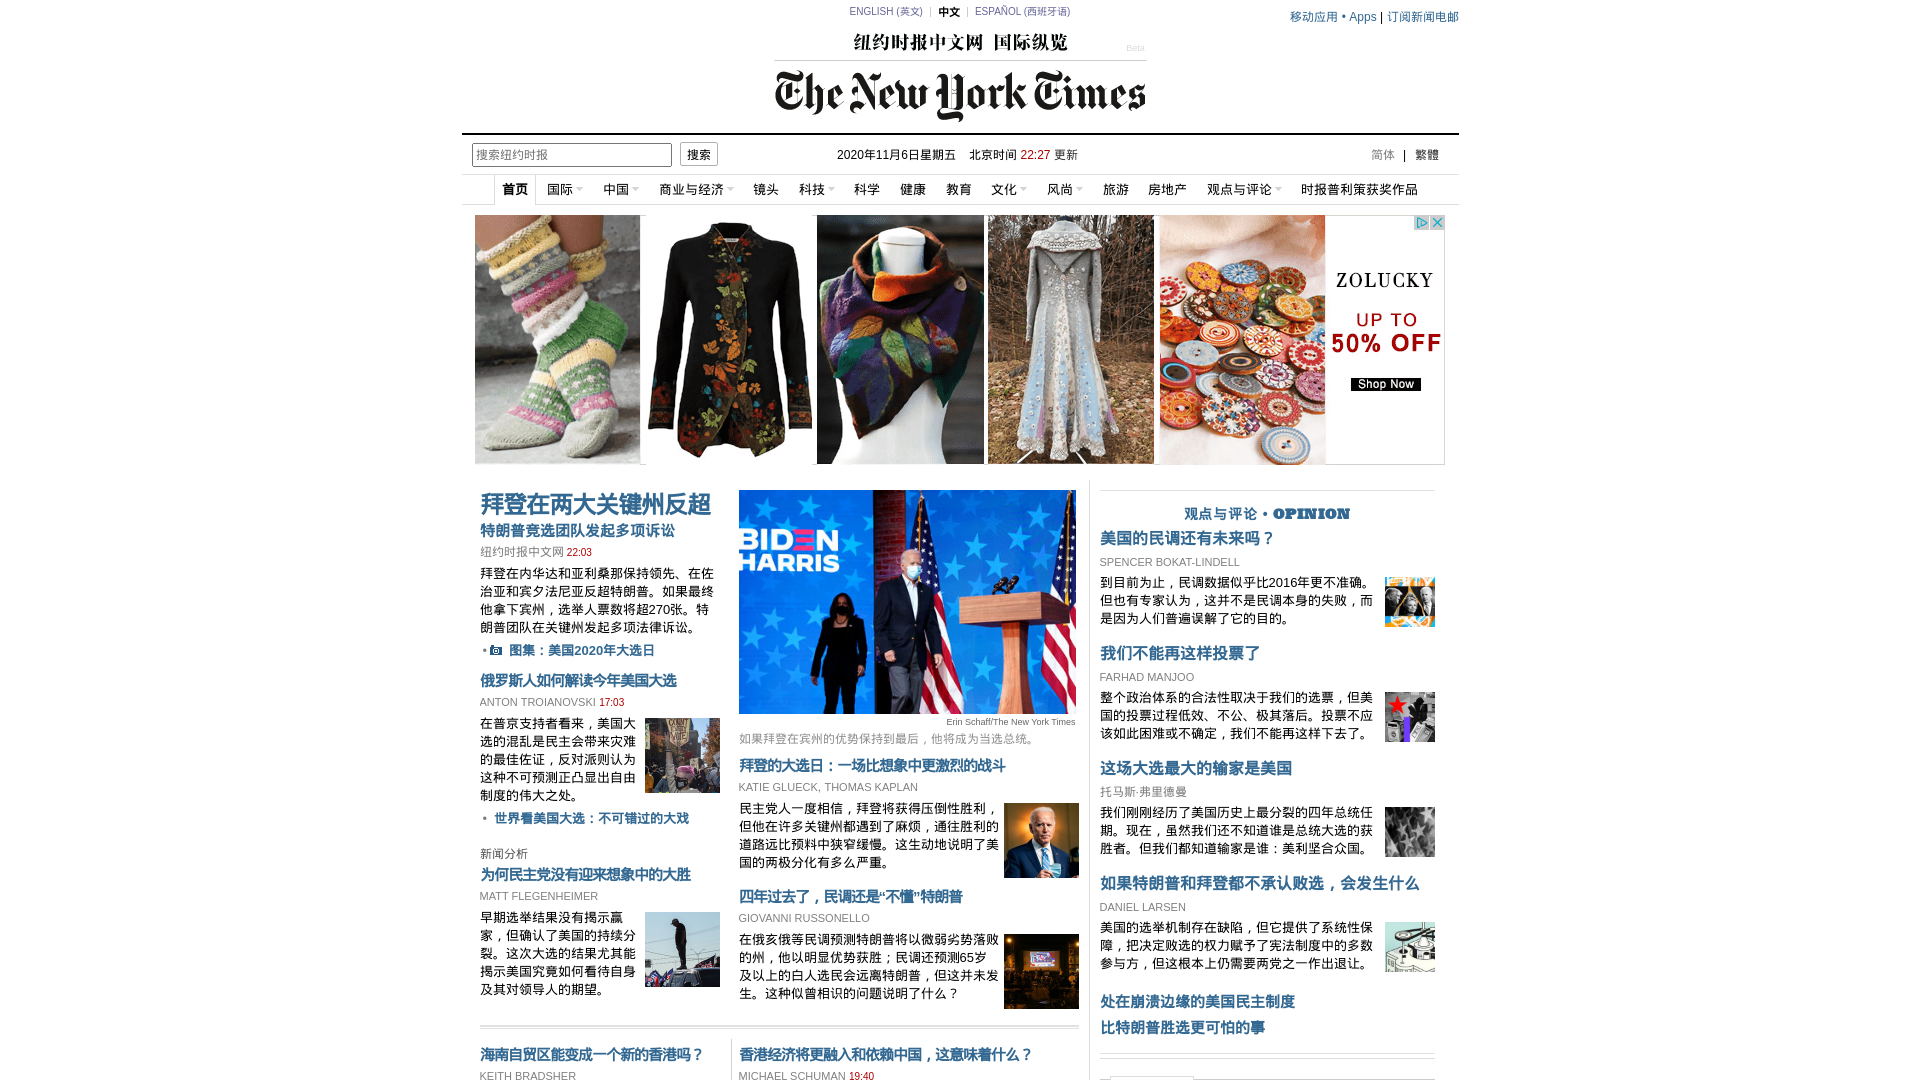 ENGLISH (英文) | 中文 | ESPAÑOL (西班牙语)
移动应用 • Apps | 订阅新闻电邮
纽约时报中文网 国际纵览
Beta
The New York Times
搜索纽约时报 搜索
2020年11月6日星期五 北京时间 22:27 更新
简体 | 繁體
首页 国际 中国 商业与经济 镜头 科技 科学 健康 教育 文化 风尚 旅游 房地产 观点与评论 时报普利策获奖作品
ZOLUCKY
UP TO
50% OFF
Shop Now
拜登在两大关键州反超
特朗普竞选团队发起多项诉讼
纽约时报中文网 22:03
拜登在内华达和亚利桑那保持领先、在佐
治亚和宾夕法尼亚反超特朗普。如果最终
他拿下宾州，选举人票数将超270张。特
朗普团队在关键州发起多项法律诉讼。
• 图集：美国2020年大选日
俄罗斯人如何解读今年美国大选
ANTON TROIANOVSKI 17:03
在普京支持者看来，美国大
选的混乱是民主会带来灾难
的最佳佐证，反对派则认为
这种不可预测正凸显出自由
制度的伟大之处。
• 世界看美国大选：不可错过的大戏
新闻分析
为何民主党没有迎来想象中的大胜
MATT FLEGENHEIMER
早期选举结果没有揭示赢
家，但确认了美国的持续分
裂。这次大选的结果尤其能
揭示美国究竟如何看待自身
及其对领导人的期望。
BIDEN
HARRIS
Erin Schaff/The New York Times
如果拜登在宾州的优势保持到最后，他将成为当选总统。
拜登的大选日：一场比想象中更激烈的战斗
KATIE GLUECK, THOMAS KAPLAN
民主党人一度相信，拜登将获得压倒性胜利，
但他在许多关键州都遇到了麻烦，通往胜利的
道路远比预料中狭窄缓慢。这生动地说明了美
国的两极分化有多么严重。
四年过去了，民调还是“不懂”特朗普
GIOVANNI RUSSONELLO
在俄亥俄等民调预测特朗普将以微弱劣势落败
的州，他以明显优势获胜；民调还预测65岁
及以上的白人选民会远离特朗普，但这并未发
生。这种似曾相识的问题说明了什么？
观点与评论 • OPINION
美国的民调还有未来吗？
SPENCER BOKAT-LINDELL
到目前为止，民调数据似乎比2016年更不准确。
但也有专家认为，这并不是民调本身的失败，而
是因为人们普遍误解了它的目的。
我们不能再这样投票了
FARHAD MANJOO
整个政治体系的合法性取决于我们的选票，但美
国的投票过程低效、不公、极其落后。投票不应
该如此困难或不确定，我们不能再这样下去了。
这场大选最大的输家是美国
托马斯·弗里德曼
我们刚刚经历了美国历史上最分裂的四年总统任
期。现在，虽然我们还不知道谁是总统大选的获
胜者。但我们都知道输家是谁：美利坚合众国。
如果特朗普和拜登都不承认败选，会发生什么
DANIEL LARSEN
美国的选举机制存在缺陷，但它提供了系统性保
障，把决定败选的权力赋予了宪法制度中的多数
参与方，但这根本上仍需要两党之一作出退让。
处在崩溃边缘的美国民主制度
比特朗普胜选更可怕的事
海南自贸区能变成一个新的香港吗？
KEITH BRADSHER
香港经济将更融入和依赖中国，这意味着什么？
MICHAEL SCHUMAN 19:40